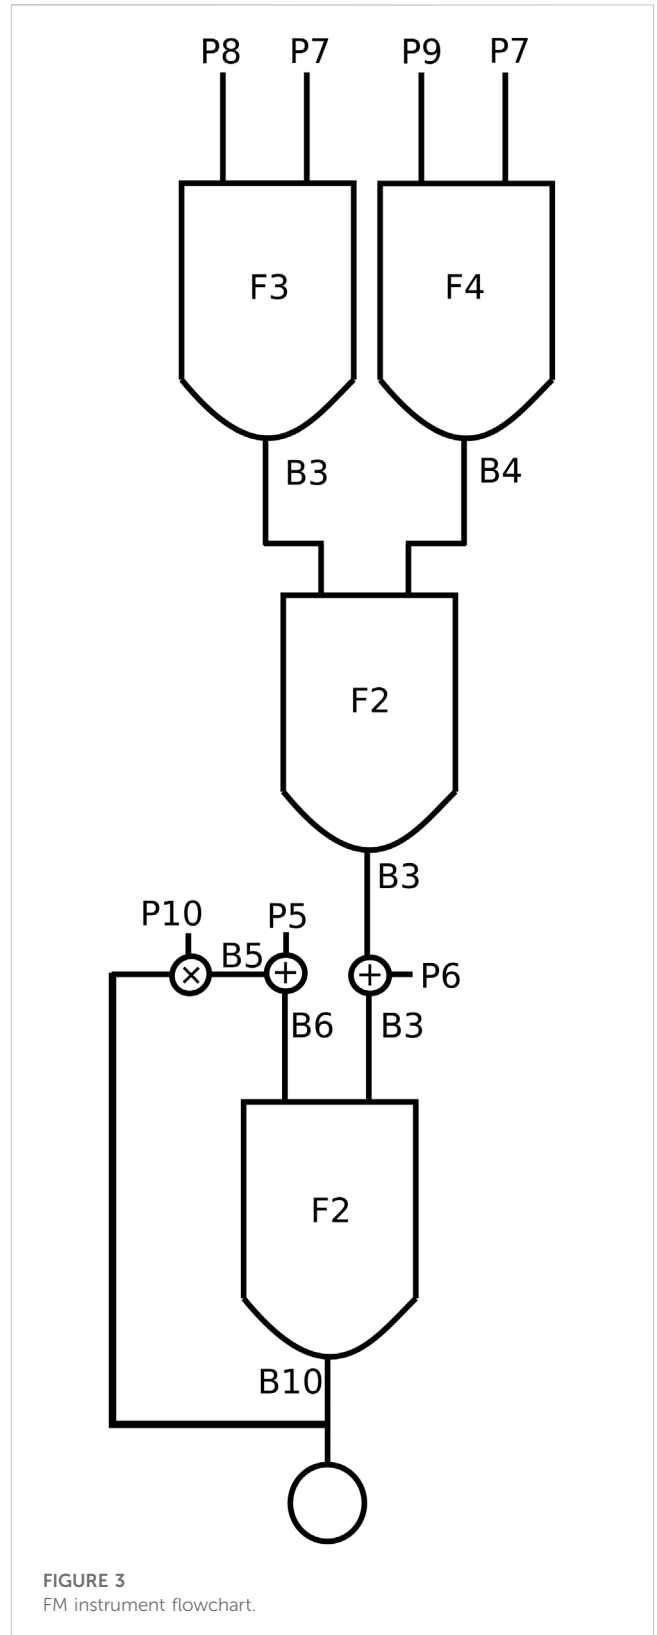 P8 P7 P9 P7
F3 F4
B3 B4
F2
B3
P10 P5
B5 P6
B6 B3
F2
B10
FIGURE 3
FM instrument flowchart.